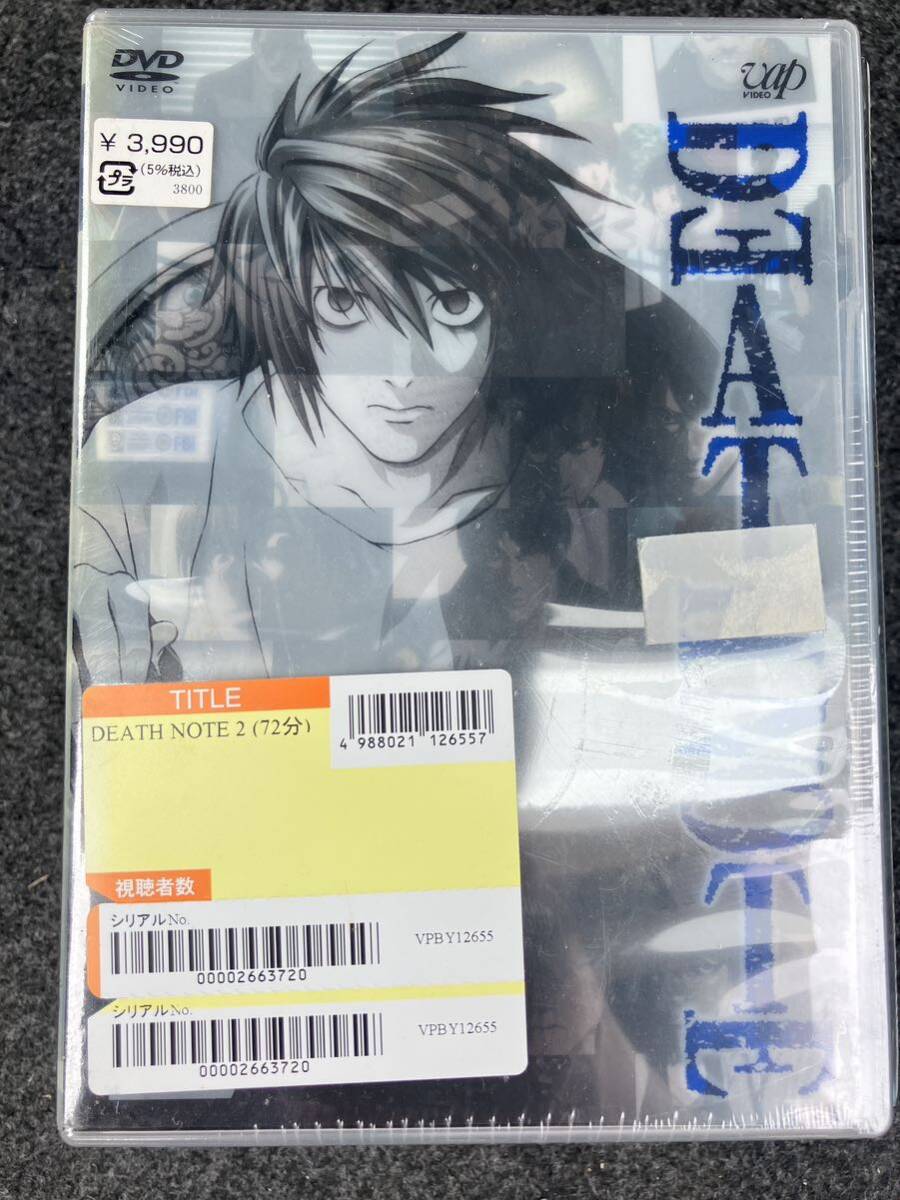 DVD
VIDEO
vap
VIDEO
¥ 3,990
(5%税込)
プラ
3800
DEATH NOTE
TITLE
DEATH NOTE 2 (72分)
4 988021 126557
視聴者数
シリアルNo.
VPBY12655
00002663720
シリアルNo.
VPBY12655
00002663720